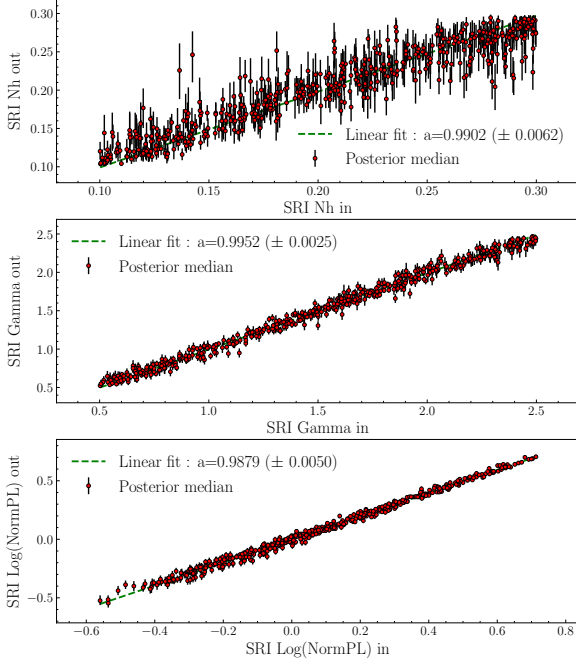 0.30
0.25
0.20
0.15
0.10
SRI Nh out
Linear fit : a=0.9902 (± 0.0062)
Posterior median
0.10 0.15 0.20 0.25 0.30
SRI Nh in
2.5
2.0
1.5
1.0
0.5
SRI Gamma out
Linear fit : a=0.9952 (± 0.0025)
Posterior median
0.5 1.0 1.5 2.0 2.5
SRI Gamma in
0.5
0.0
−0.5
SRI Log(NormPL) out
Linear fit : a=0.9879 (± 0.0050)
Posterior median
−0.6 −0.4 −0.2 0.0 0.2 0.4 0.6 0.8
SRI Log(NormPL) in